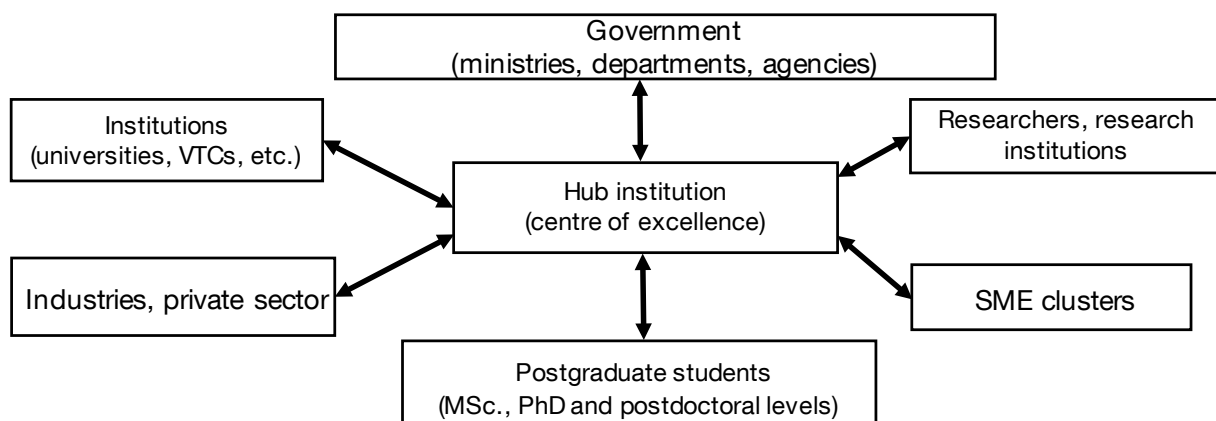 Government
(ministries, departments, agencies)
Institutions
(universities, VTCs, etc.)
Researchers, research
institutions
Hub institution
(centre of excellence)
Industries, private sector
SME clusters
Postgraduate students
(MSc., PhD and postdoctoral levels)